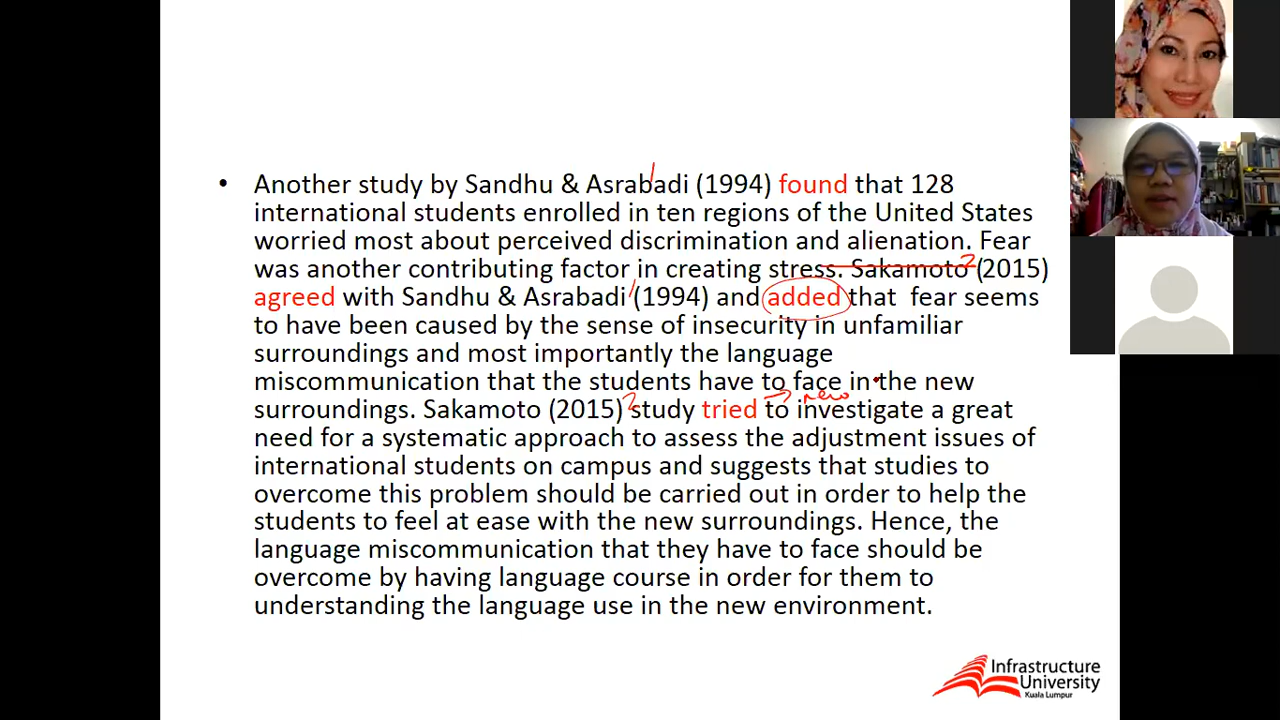 • Another study by Sandhu & Asrabadi (1994) found that 128
international students enrolled in ten regions of the United States
worried most about perceived discrimination and alienation. Fear
was another contributing factor in creating stress. Sakamoto (2015)
agreed with Sandhu & Asrabadi (1994) and added that fear seems
to have been caused by the sense of insecurity in unfamiliar
surroundings and most importantly the language
miscommunication that the students have to face in the new
surroundings. Sakamoto (2015) study tried to investigate a great
need for a systematic approach to assess the adjustment issues of
international students on campus and suggests that studies to
overcome this problem should be carried out in order to help the
students to feel at ease with the new surroundings. Hence, the
language miscommunication that they have to face should be
overcome by having language course in order for them to
understanding the language use in the new environment.
1
2
1
2
new
Infrastructure
University
Kuala Lumpur